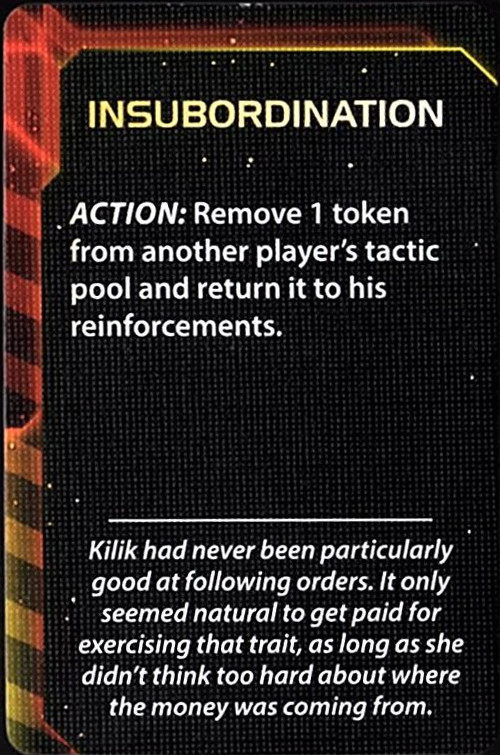 INSUBORDINATION
ACTION: Remove 1 token
from another player's tactic
pool and return it to his
reinforcements.
Kilik had never been particularly
good at following orders. It only
seemed natural to get paid for
exercising that trait, as long as she
didn't think too hard about where
the money was coming from.